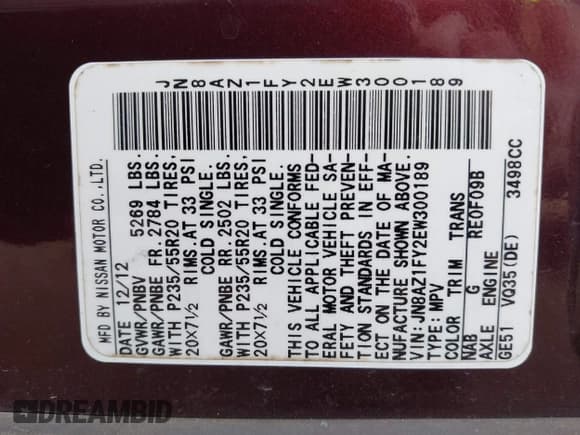 JN8AZ1FY2EW300189
MFD BY NISSAN MOTOR CO.,LTD.
DATE 12/12
GVWR/PNBV 5269 LBS.
GAWR/PNBE FR. 2784 LBS.
WITH P235/55R20 TIRES,
20X7½ RIMS AT 33 PSI
COLD SINGLE.
GAWR/PNBE RR. 2502 LBS.
WITH P235/55R20 TIRES,
20X7½ RIMS AT 33 PSI
COLD SINGLE.
THIS VEHICLE CONFORMS
TO ALL APPLICABLE FED-
ERAL MOTOR VEHICLE SA-
FETY AND THEFT PREVEN-
TION STANDARDS IN EFF-
ECT ON THE DATE OF MA-
NUFACTURE SHOWN ABOVE.
VIN: JN8AZ1FY2EW300189
TYPE: MPV
COLOR TRIM TRANS
NAB G RE0F09B
AXLE ENGINE
GE51 VQ35(DE) 3498CC
DREAMBID